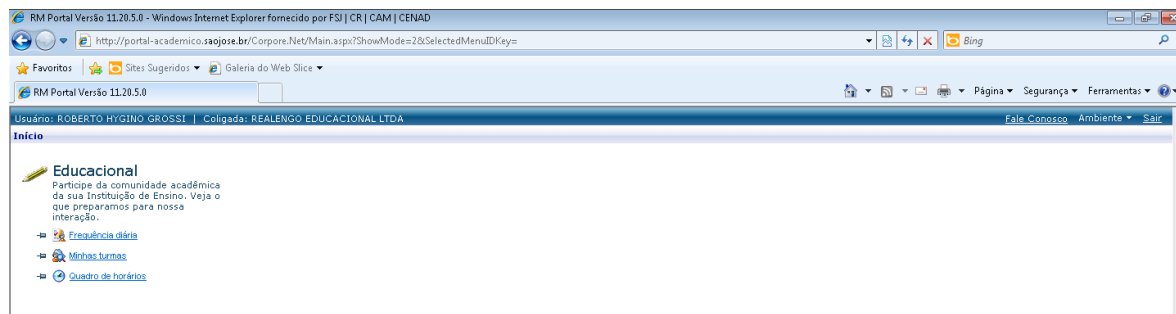 RM Portal Versão 11.20.5.0 - Windows Internet Explorer fornecido por FSJ | CR | CAM | CENAD
http://portal-academico.saojose.br/Corpore.Net/Main.aspx?ShowMode=2&SelectedMenuIDKey=
Bing
Favoritos Sites Sugeridos Galeria do Web Slice
RM Portal Versão 11.20.5.0 Página Segurança Ferramentas
Usuário: ROBERTO HYGINO GROSSI | Coligada: REALENGO EDUCACIONAL LTDA Fale Conosco Ambiente Sair
Início
Educacional
Participe da comunidade acadêmica
da sua Instituição de Ensino. Veja o
que preparamos para nossa
interação.
Frequência diária
Minhas turmas
Quadro de horários